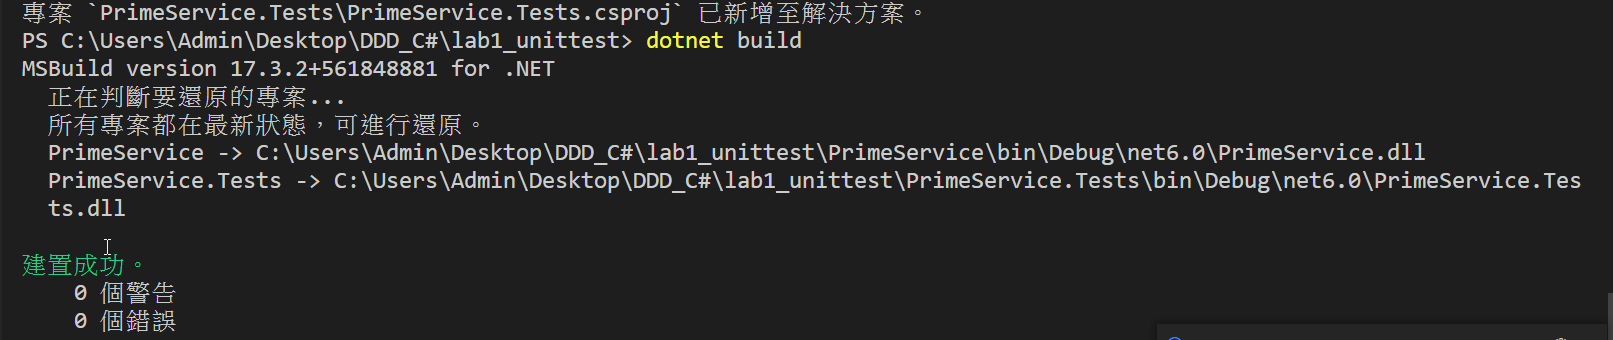 專案 `PrimeService.Tests\PrimeService.Tests.csproj` 已新增至解決方案。
PS C:\Users\Admin\Desktop\DDD_C#\lab1_unittest> dotnet build
MSBuild version 17.3.2+561848881 for .NET
正在判斷要還原的專案...
所有專案都在最新狀態，可進行還原。
PrimeService -> C:\Users\Admin\Desktop\DDD_C#\lab1_unittest\PrimeService\bin\Debug\net6.0\PrimeService.dll
PrimeService.Tests -> C:\Users\Admin\Desktop\DDD_C#\lab1_unittest\PrimeService.Tests\bin\Debug\net6.0\PrimeService.Tes
ts.dll
建置成功。
0 個警告
0 個錯誤